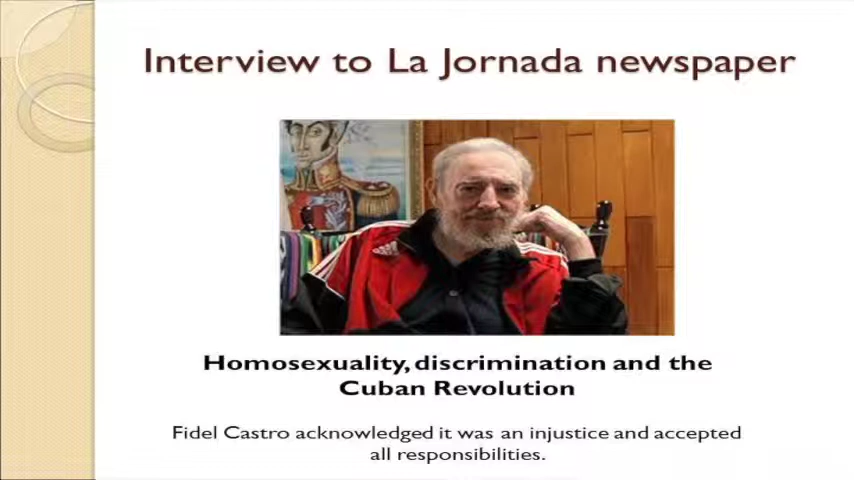 Interview to La Jornada newspaper
Homosexuality, discrimination and the
Cuban Revolution
Fidel Castro acknowledged it was an injustice and accepted
all responsibilities.